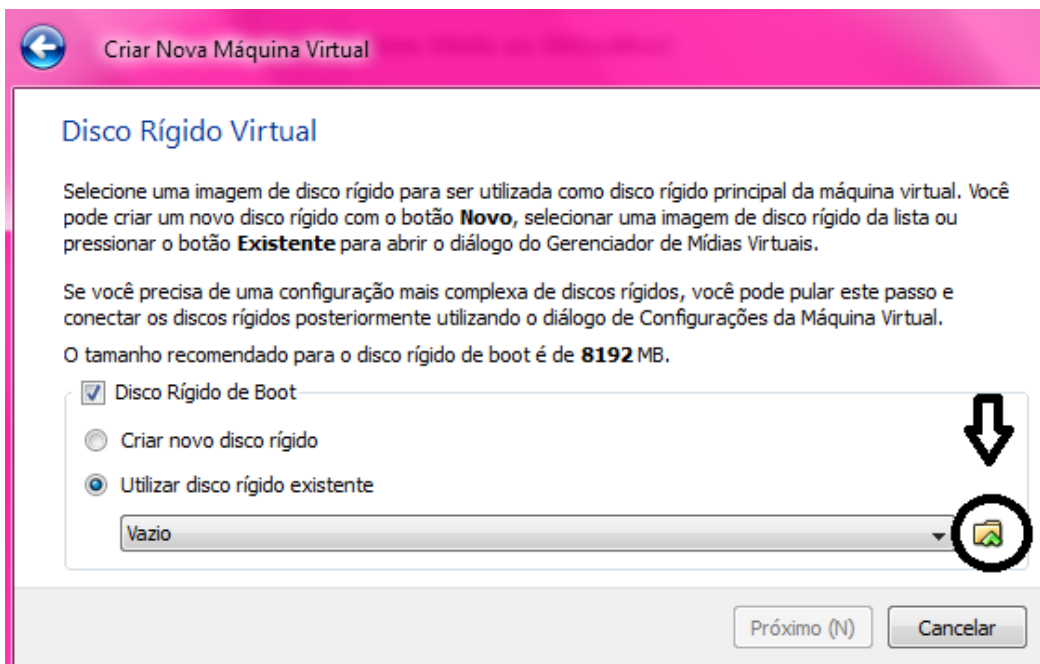 Criar Nova Máquina Virtual
Disco Rígido Virtual
Selecione uma imagem de disco rígido para ser utilizada como disco rígido principal da máquina virtual. Você
pode criar um novo disco rígido com o botão Novo, selecionar uma imagem de disco rígido da lista ou
pressionar o botão Existente para abrir o diálogo do Gerenciador de Mídias Virtuais.
Se você precisa de uma configuração mais complexa de discos rígidos, você pode pular este passo e
conectar os discos rígidos posteriormente utilizando o diálogo de Configurações da Máquina Virtual.
O tamanho recomendado para o disco rígido de boot é de 8192 MB.
Disco Rígido de Boot
Criar novo disco rígido
Utilizar disco rígido existente
Vazio
Próximo (N) Cancelar